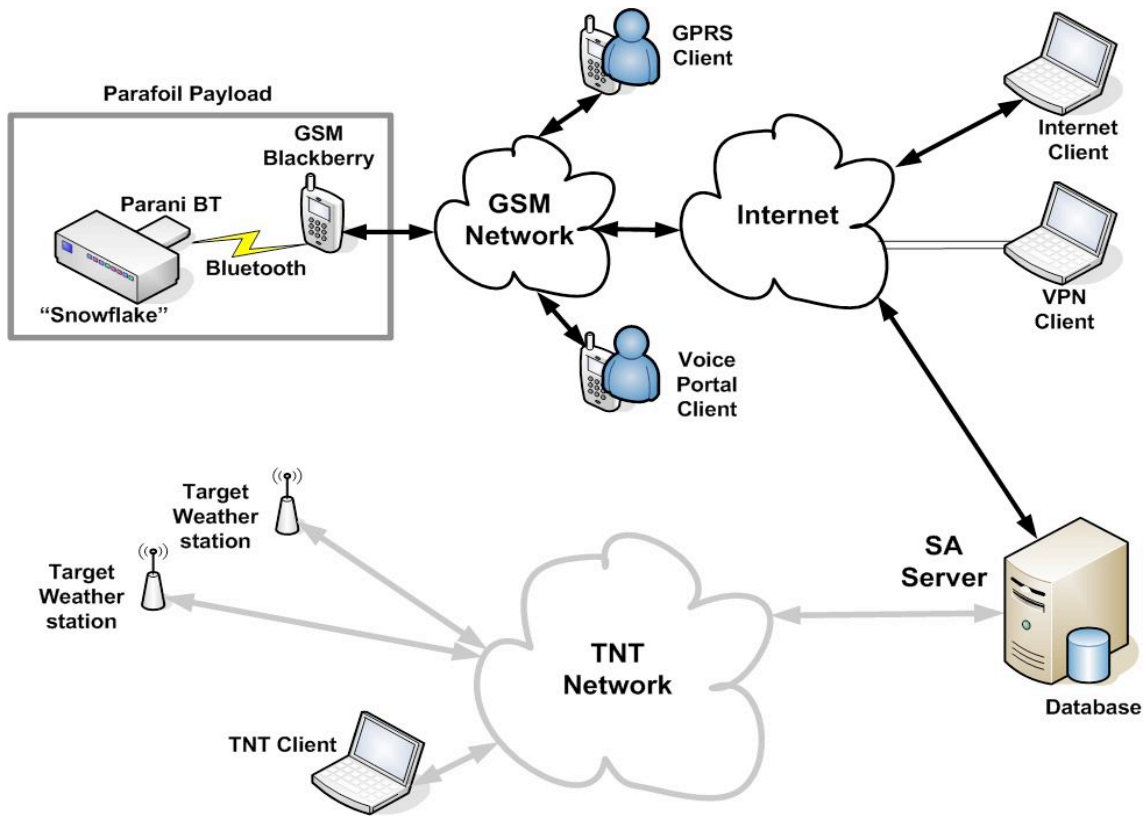 GPRS
Client
Parafoil Payload
GSM
Blackberry
Parani BT
Bluetooth
“Snowflake”
GSM
Network
Internet
Internet
Client
VPN
Client
Voice
Portal
Client
Target
Weather
station
Target
Weather
station
SA
Server
TNT
Network
Database
TNT Client